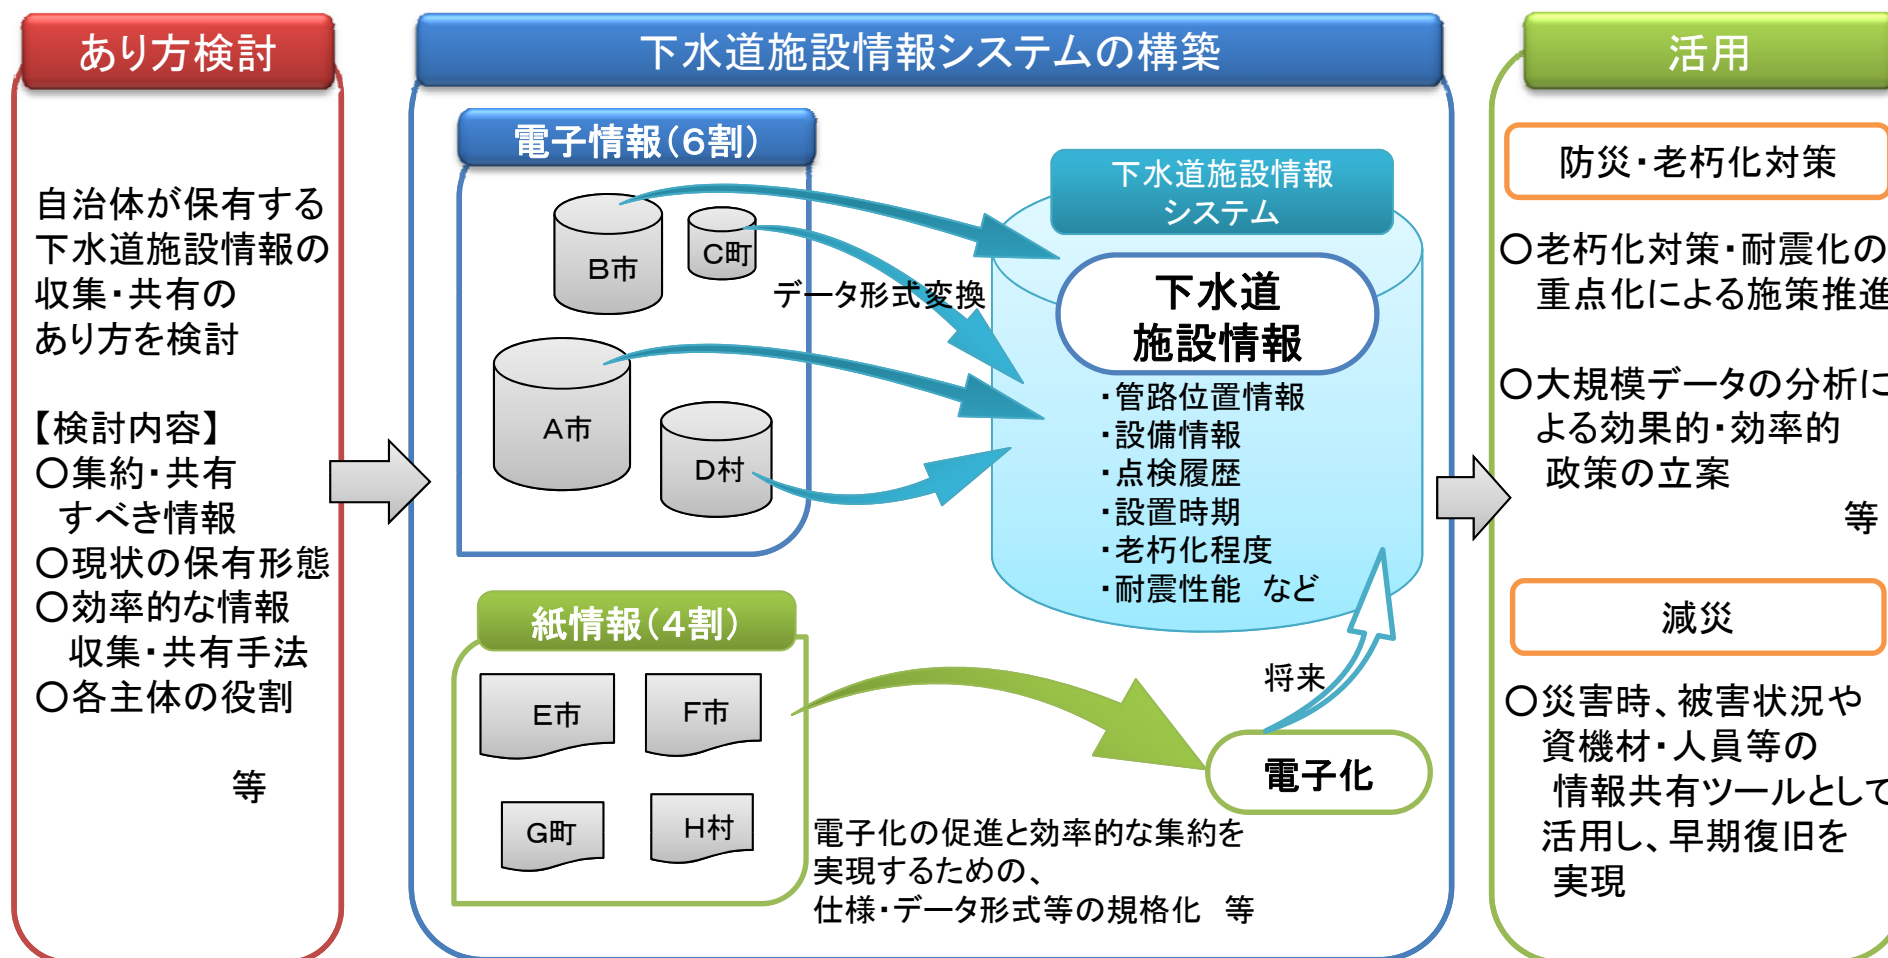 あり方検討
自治体が保有する
下水道施設情報の
収集・共有の
あり方を検討
【検討内容】
○集約・共有
すべき情報
○現状の保有形態
○効率的な情報
収集・共有手法
○各主体の役割
等
下水道施設情報システムの構築
電子情報(6割)
B市
C町
A市
D村
データ形式変換
下水道施設情報
システム
下水道
施設情報
・管路位置情報
・設備情報
・点検履歴
・設置時期
・老朽化程度
・耐震性能 など
紙情報(4割)
E市
F市
G町
H村
将来
電子化
電子化の促進と効率的な集約を
実現するための、
仕様・データ形式等の規格化 等
活用
防災・老朽化対策
○老朽化対策・耐震化の
重点化による施策推進
○大規模データの分析に
よる効果的・効率的
政策の立案
等
減災
○災害時、被害状況や
資機材・人員等の
情報共有ツールとして
活用し、早期復旧を
実現